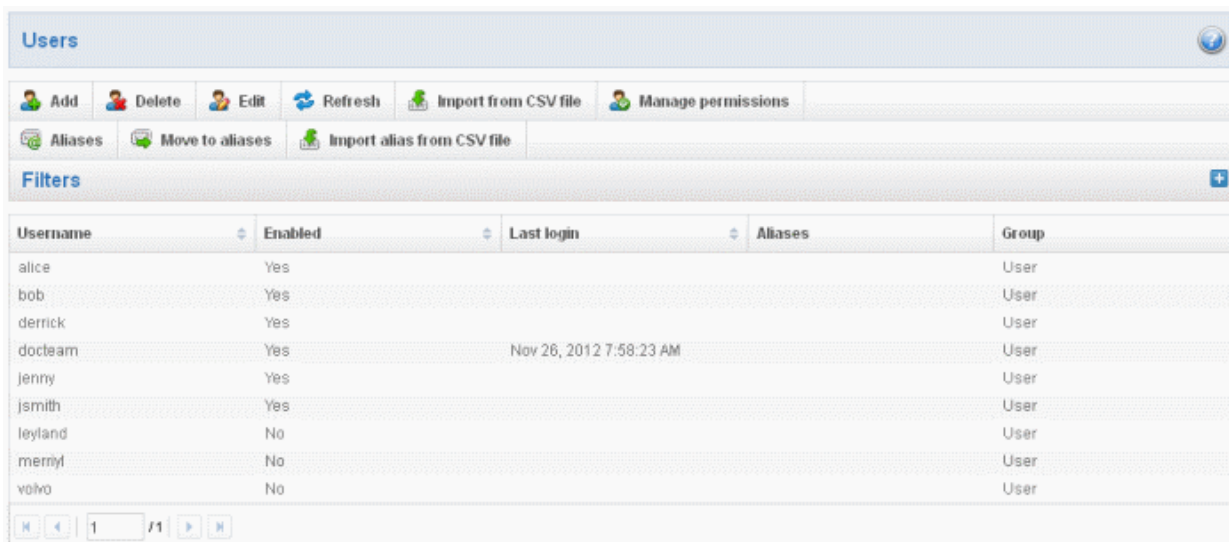 Users
Add Delete Edit Refresh Import from CSV file Manage permissions
Aliases Move to aliases Import alias from CSV file
Filters
Username Enabled Last login Aliases Group
alice Yes User
bob Yes User
derrick Yes User
docteam Yes Nov 26, 2012 7:58:23 AM User
jenny Yes User
jsmith Yes User
leyland No User
merriyl No User
volvo No User
1 /1